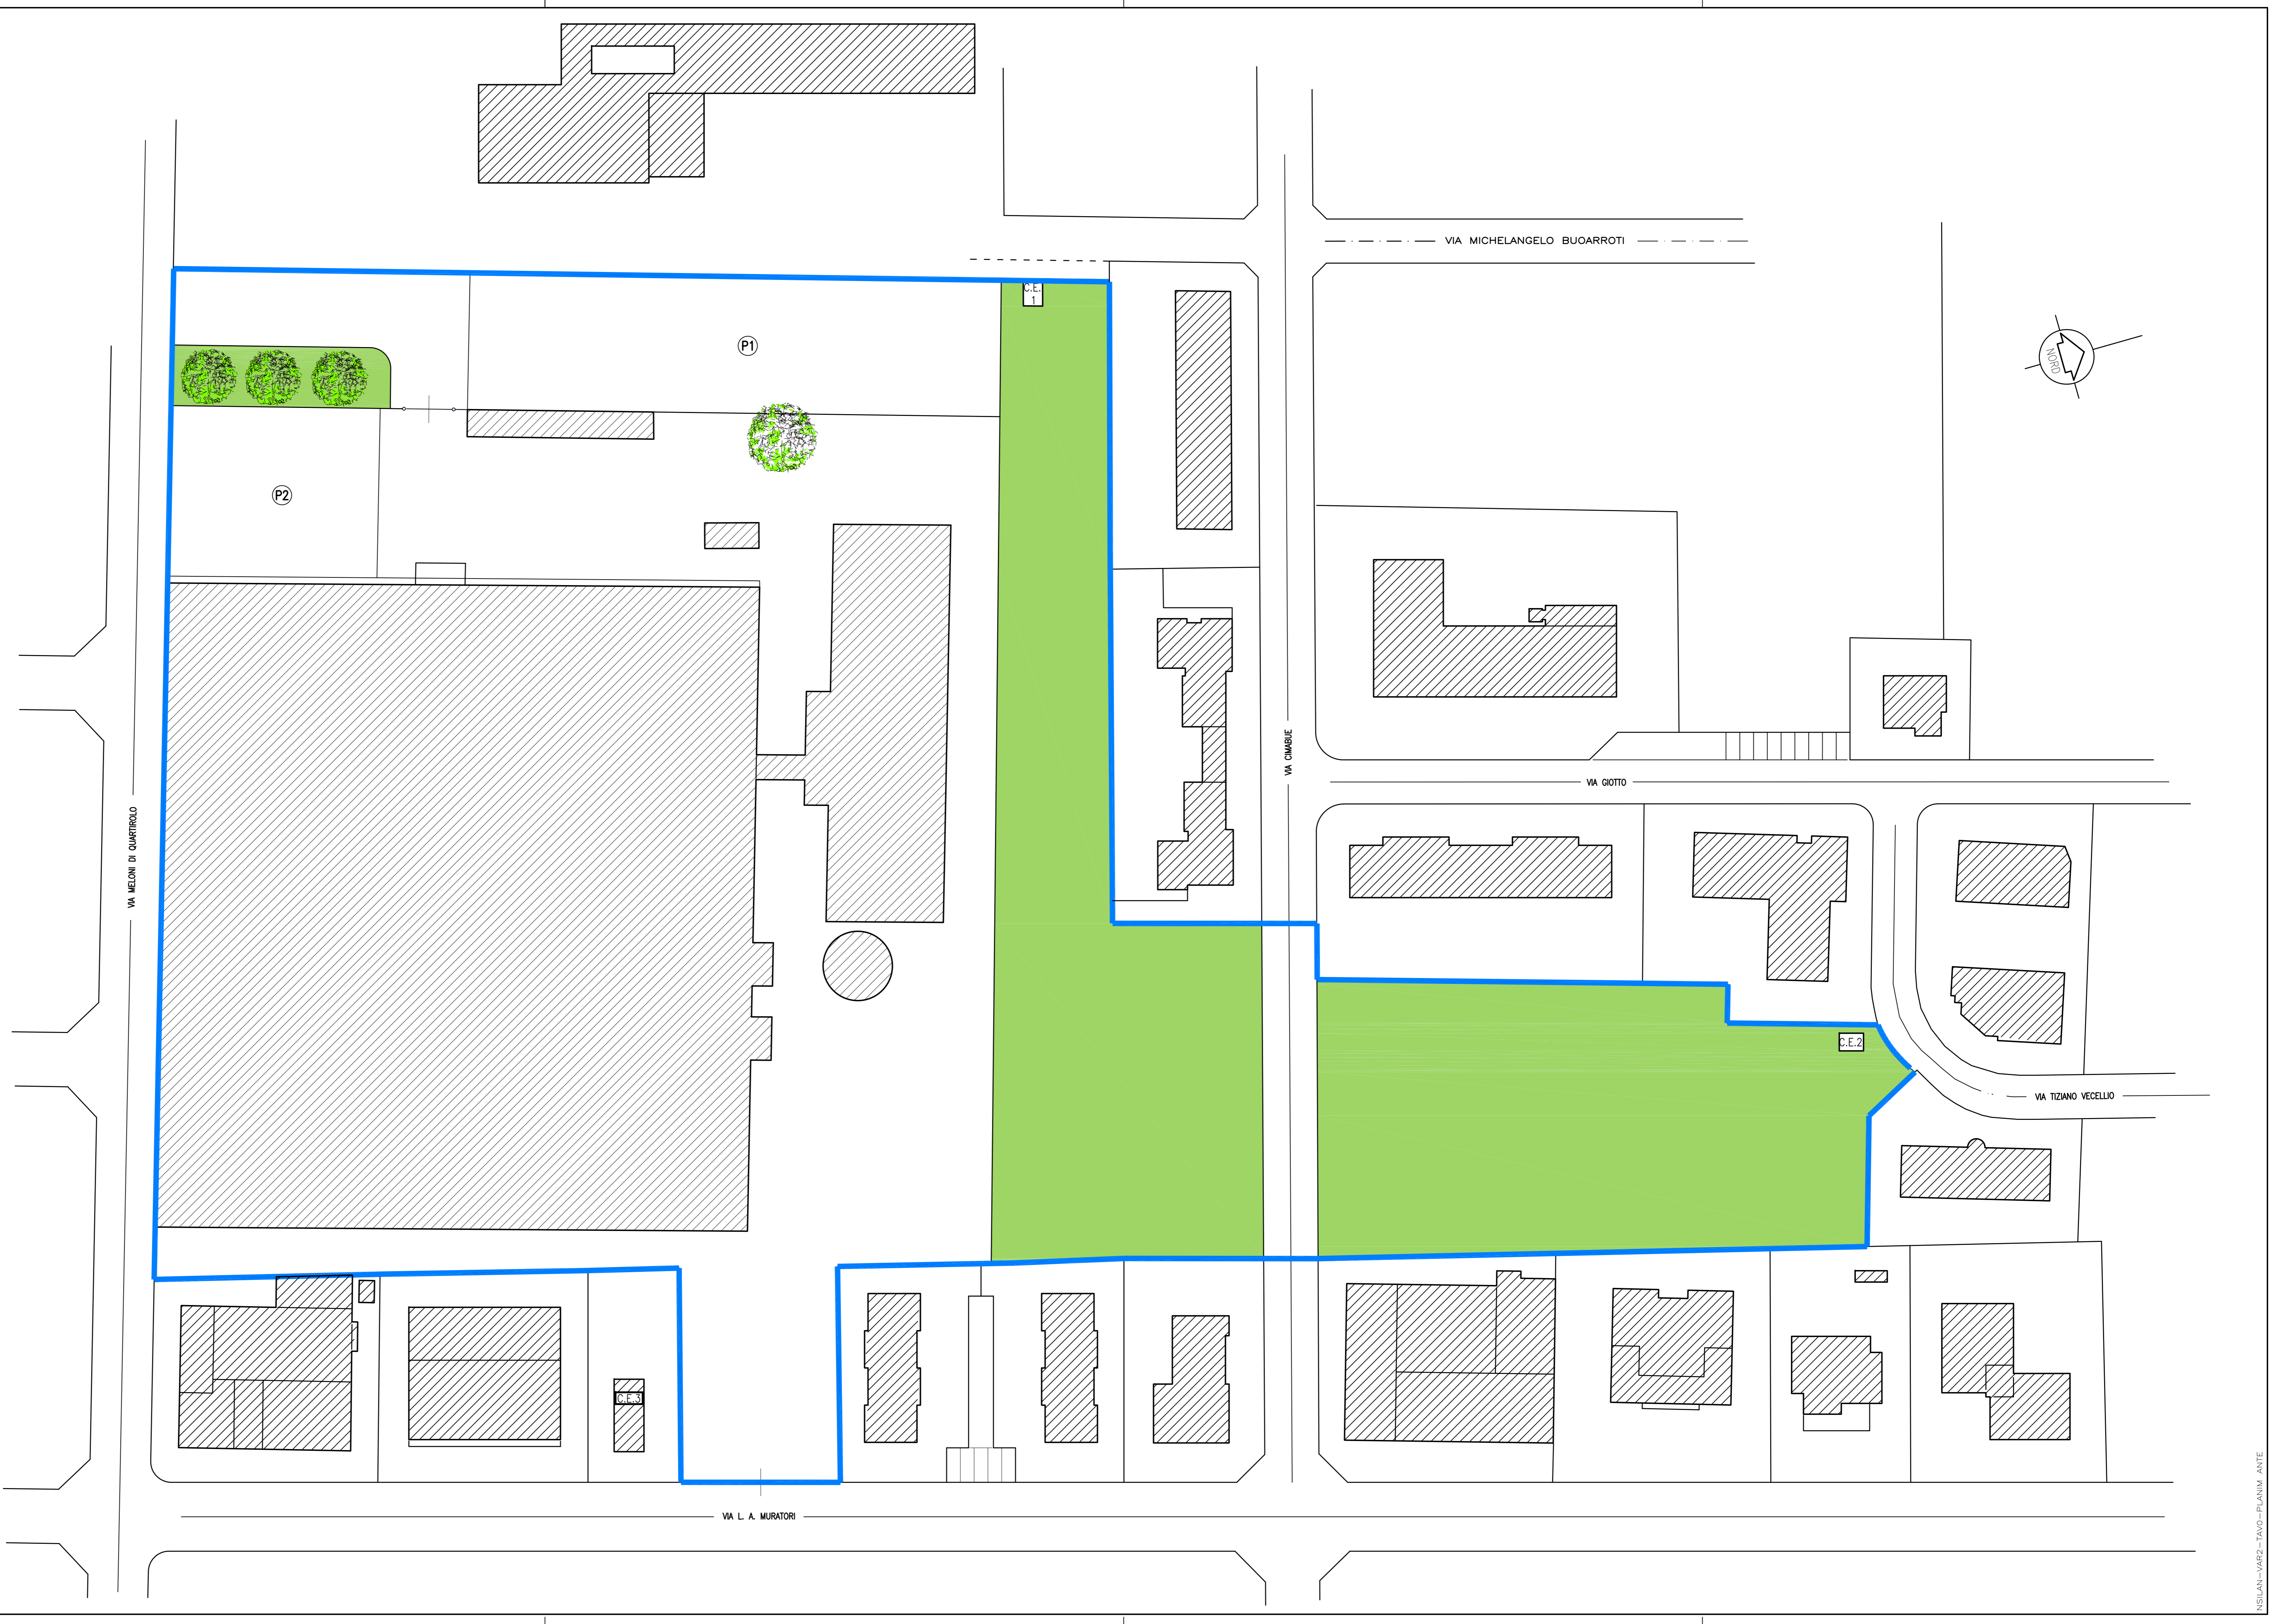 VIA MICHELANGELO BUOARROTI
C.E.
1
P1
NORD
P2
VIA CIMABUE
VIA GIOTTO
VIA MELONI DI QUARTIROLO
C.E.2
VIA TIZIANO VECELLIO
C.E.3
VIA L. A. MURATORI
NSILAN-VAR2-TAVO-PLANIM ANTE